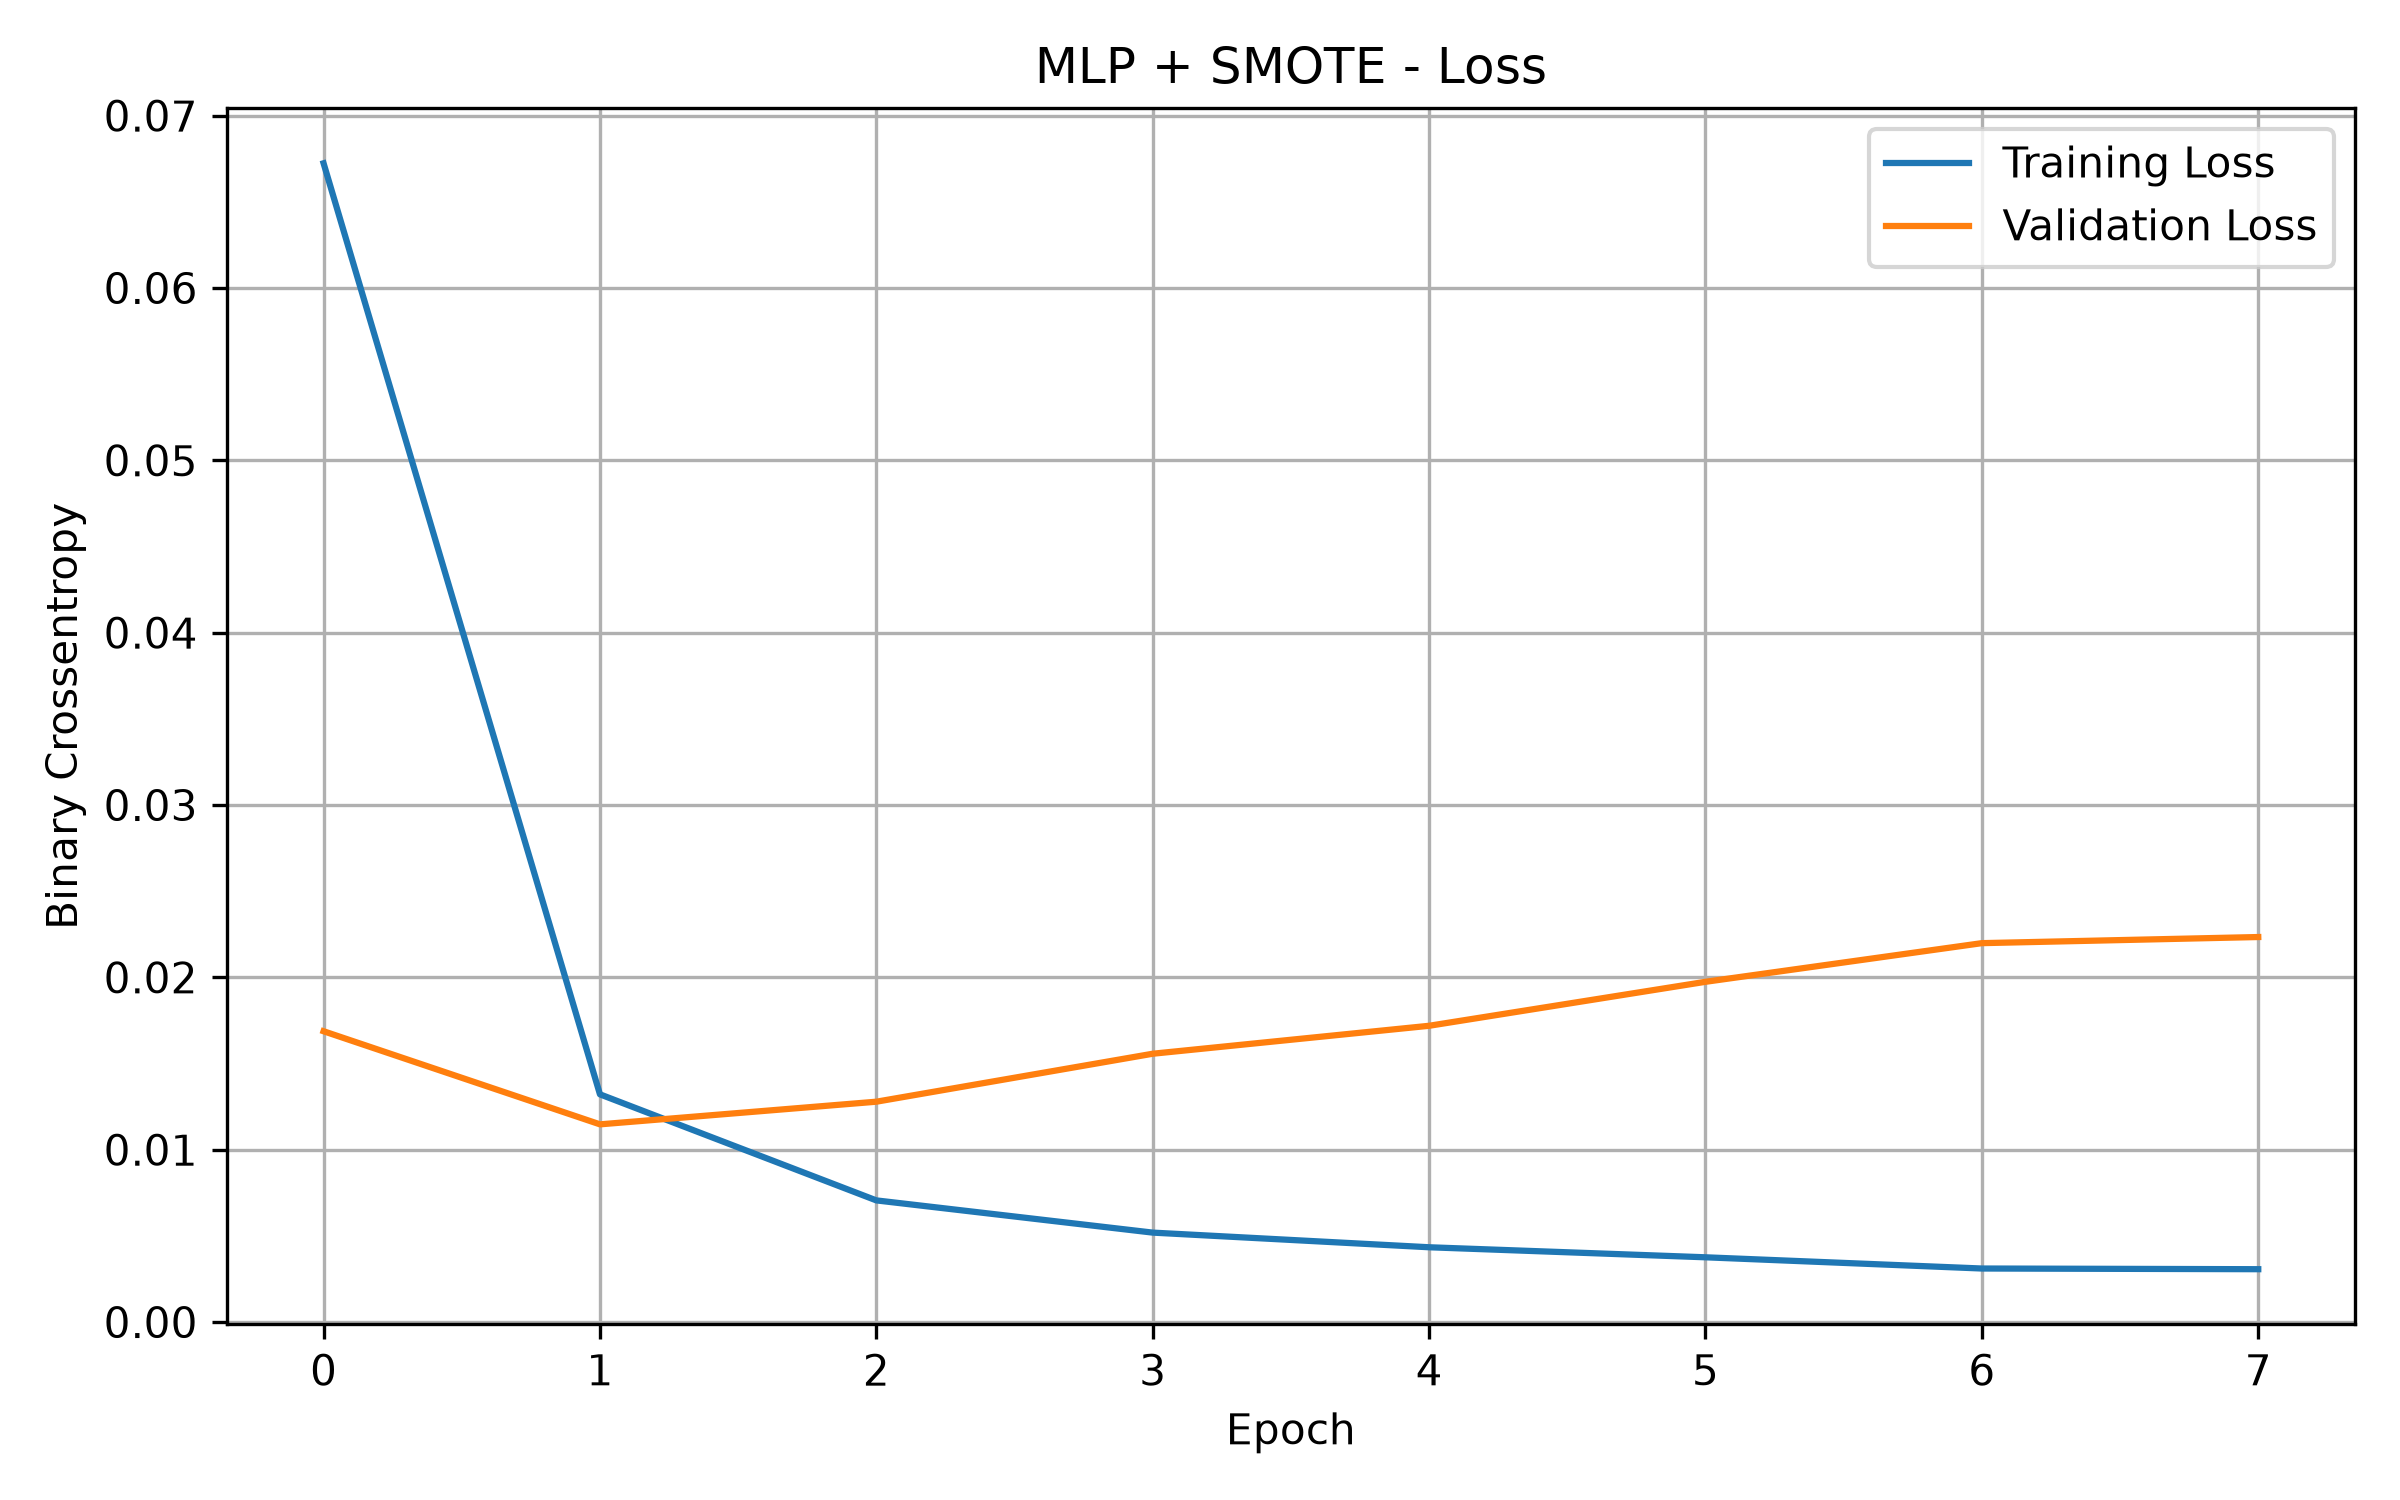 MLP + SMOTE - Loss
Training Loss
Validation Loss
Binary Crossentropy
0.07
0.06
0.05
0.04
0.03
0.02
0.01
0.00
0 1 2 3 4 5 6 7
Epoch